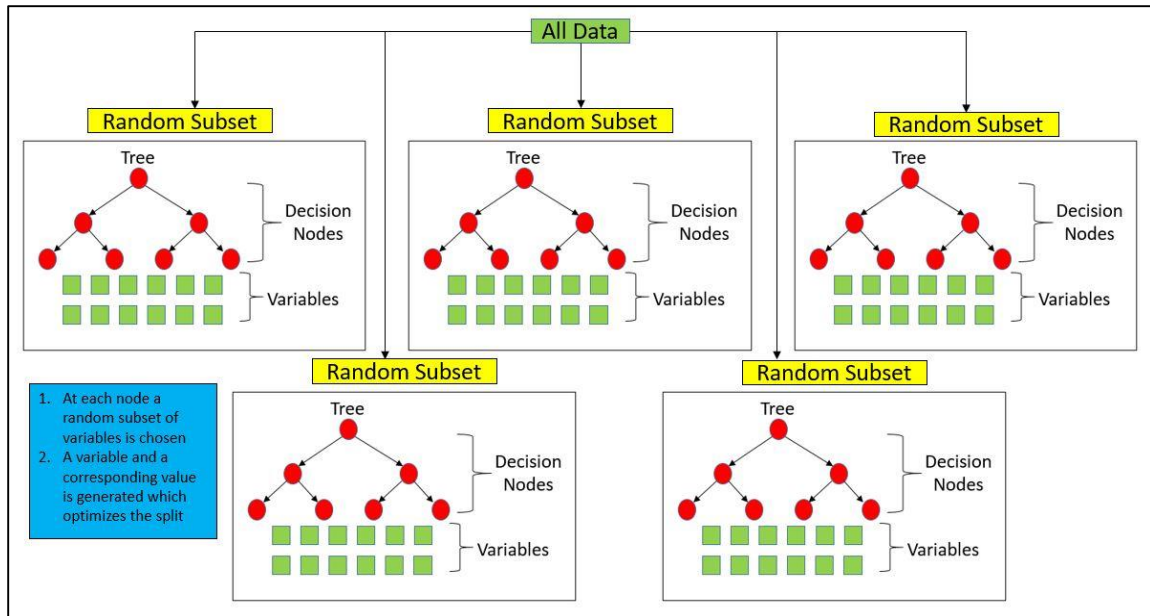 All Data
Random Subset
Random Subset
Random Subset
Tree
Decision
Nodes
Variables
Tree
Decision
Nodes
Variables
Tree
Decision
Nodes
Variables
Random Subset
Random Subset
1. At each node a
random subset of
variables is chosen
2. A variable and a
corresponding value
is generated which
optimizes the split
Tree
Decision
Nodes
Variables
Tree
Decision
Nodes
Variables